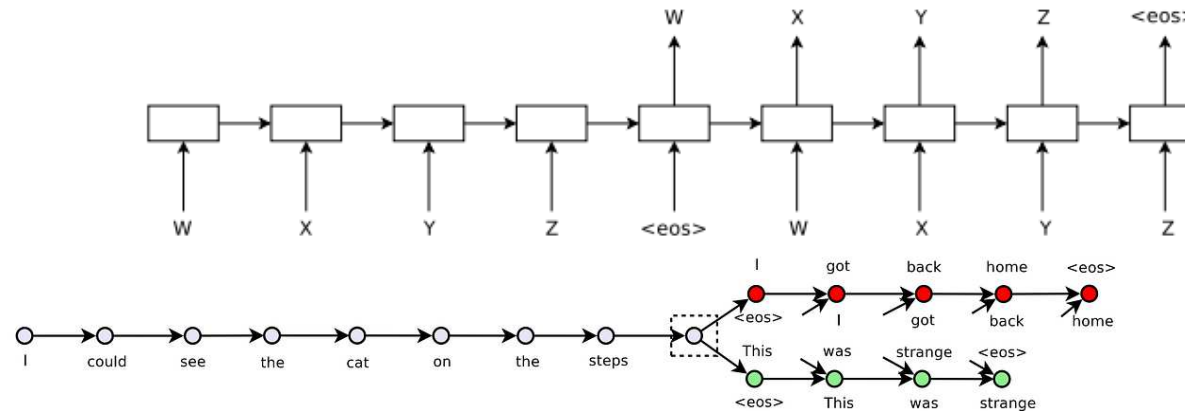 W X Y Z <eos>
W X Y Z <eos> W X Y Z
I got back home <eos>
<eos> I got back home
I could see the cat on the steps
This was strange <eos>
<eos> This was strange